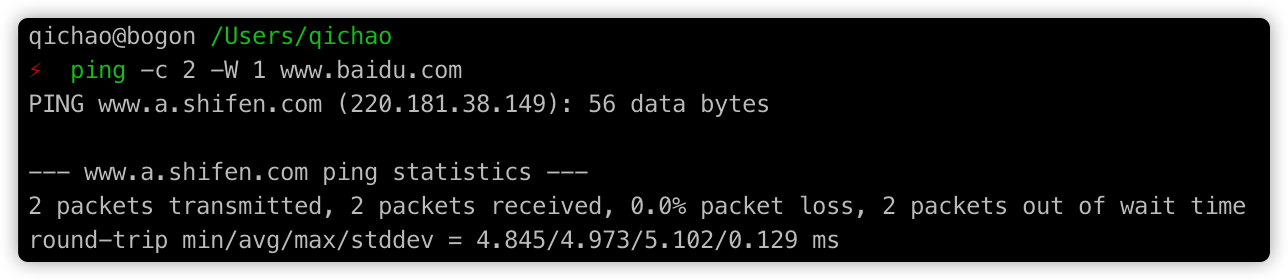 qichao@bogon /Users/qichao
⚡ ping -c 2 -W 1 www.baidu.com
PING www.a.shifen.com (220.181.38.149): 56 data bytes
--- www.a.shifen.com ping statistics ---
2 packets transmitted, 2 packets received, 0.0% packet loss, 2 packets out of wait time
round-trip min/avg/max/stddev = 4.845/4.973/5.102/0.129 ms